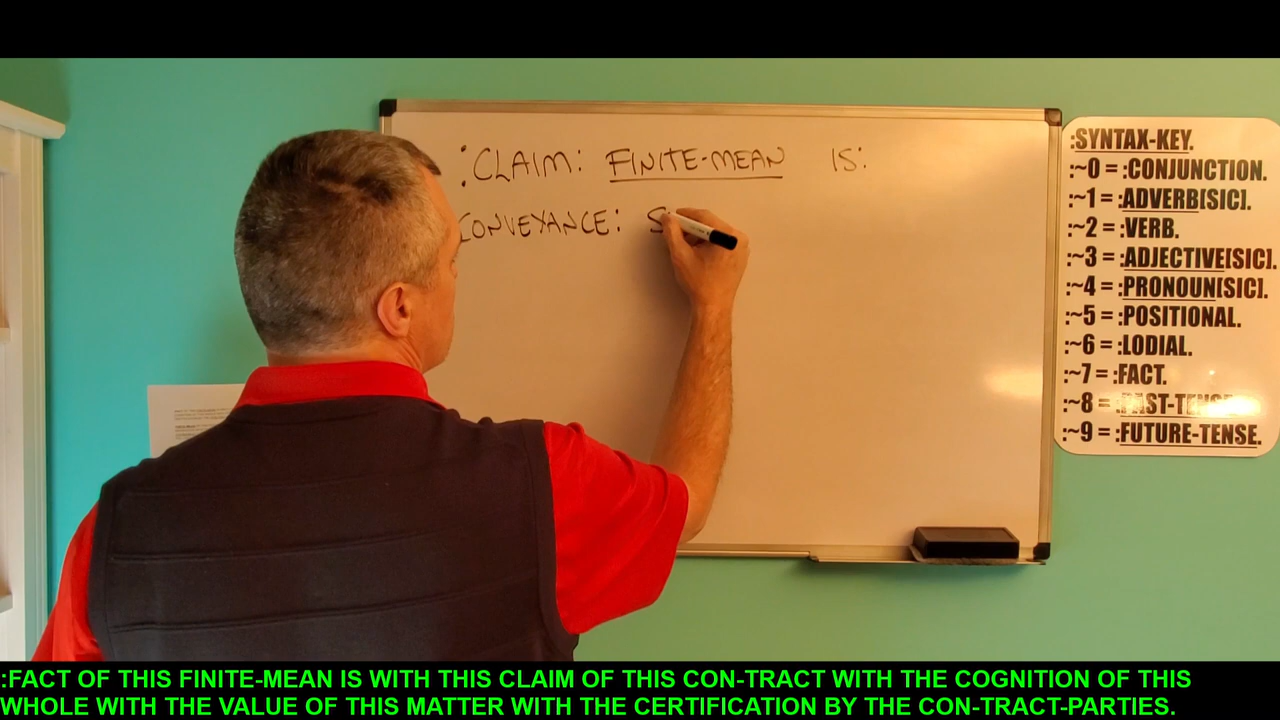 :CLAIM: FINITE-MEAN IS:
CONVEYANCE: S
:SYNTAX-KEY.
:~0 = :CONJUNCTION.
:~1 = :ADVERB[SIC].
:~2 = :VERB.
:~3 = :ADJECTIVE[SIC].
:~4 = :PRONOUN[SIC].
:~5 = :POSITIONAL.
:~6 = :LODIAL.
:~7 = :FACT.
:~8 = :PAST-TENSE.
:~9 = :FUTURE-TENSE.
:FACT OF THIS FINITE-MEAN IS WITH THIS CLAIM OF THIS CON-TRACT WITH THE COGNITION OF THIS
WHOLE WITH THE VALUE OF THIS MATTER WITH THE CERTIFICATION BY THE CON-TRACT-PARTIES.